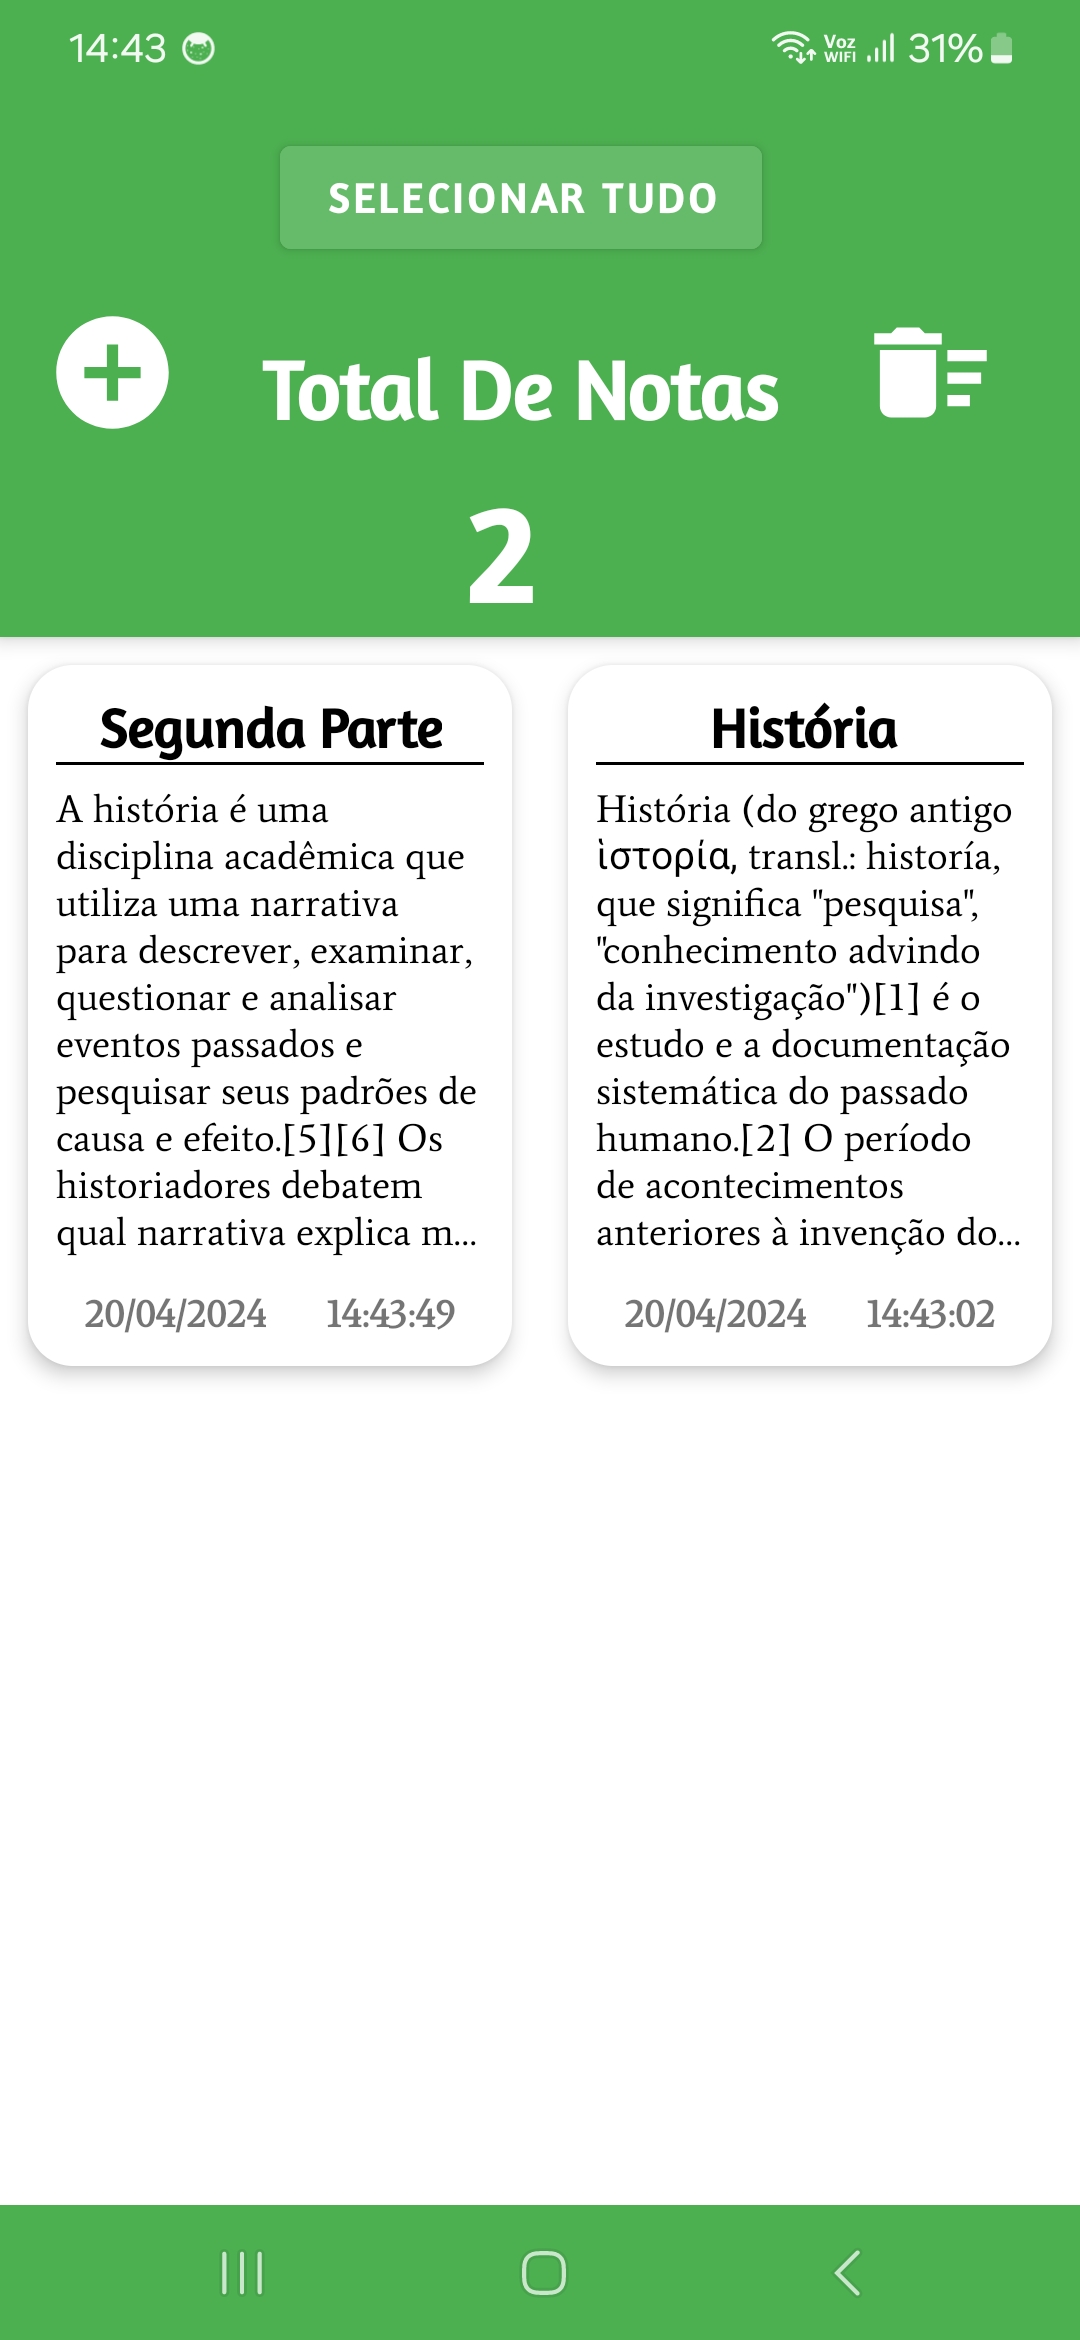 14:43
Voz
WIFI
31%
SELECIONAR TUDO
Total De Notas
2
Segunda Parte
A história é uma
disciplina acadêmica que
utiliza uma narrativa
para descrever, examinar,
questionar e analisar
eventos passados e
pesquisar seus padrões de
causa e efeito.[5][6] Os
historiadores debatem
qual narrativa explica m...
20/04/2024 14:43:49
História
História (do grego antigo
ἱστορία, transl.: historía,
que significa "pesquisa",
"conhecimento advindo
da investigação")[1] é o
estudo e a documentação
sistemática do passado
humano.[2] O período
de acontecimentos
anteriores à invenção do...
20/04/2024 14:43:02